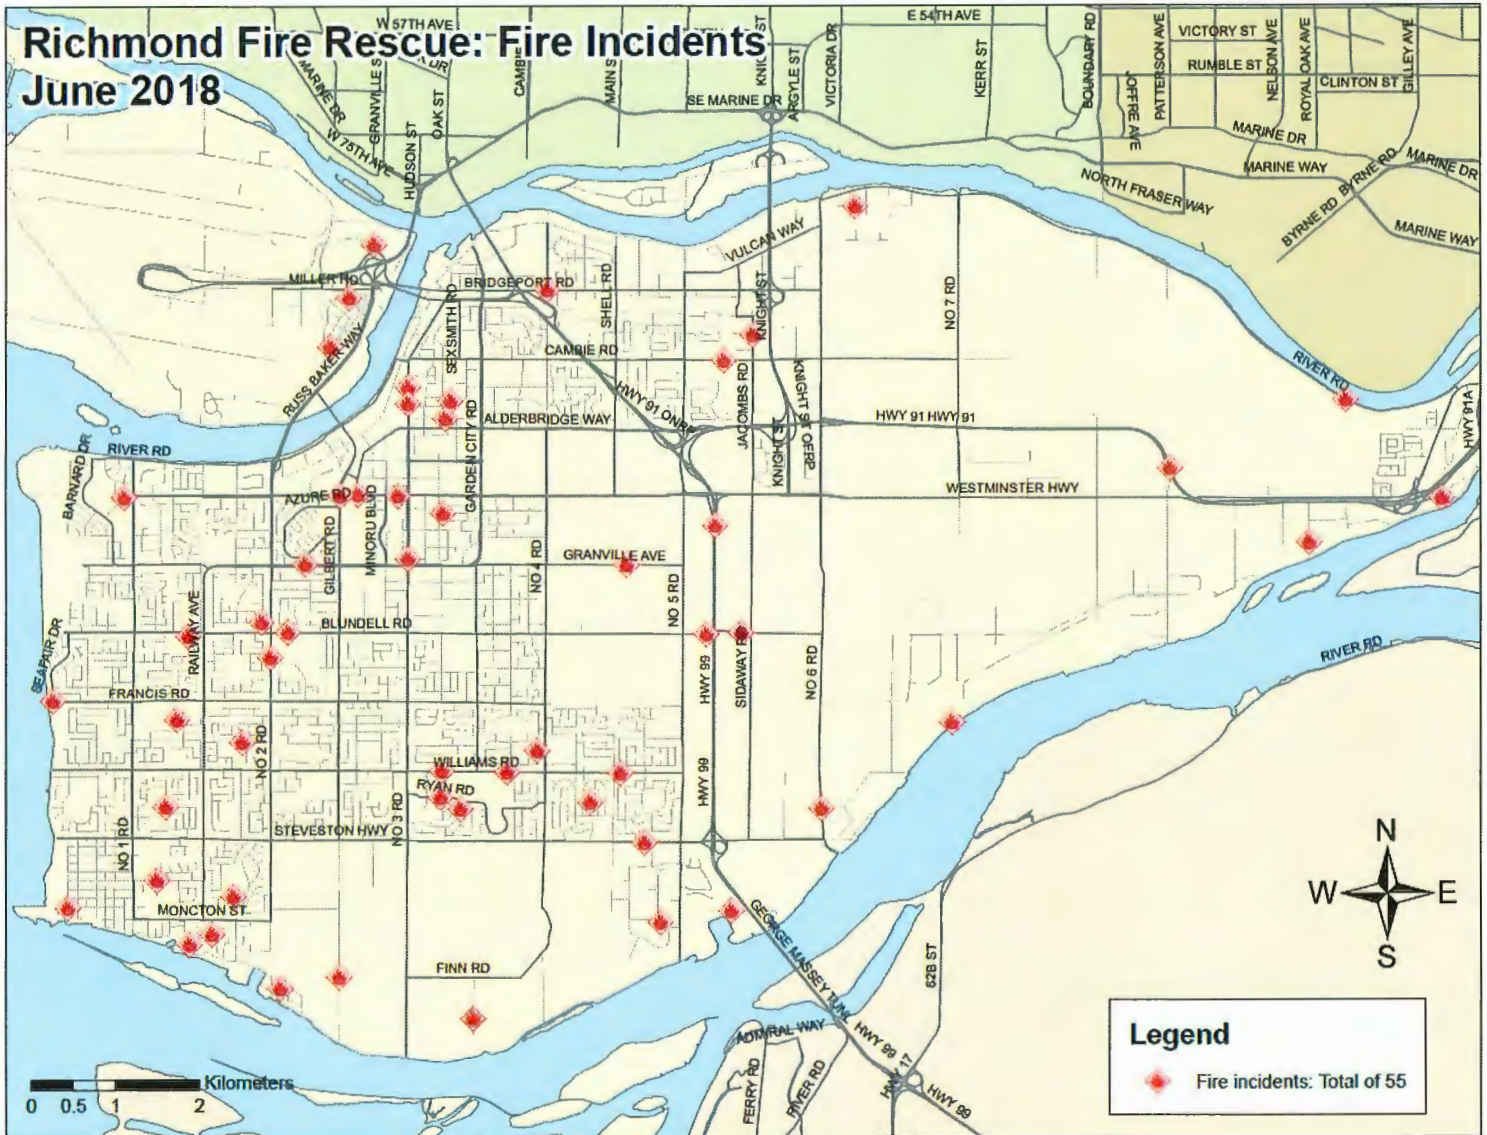 Richmond Fire Rescue: Fire Incidents
June 2018
W 57TH AVE
E 54TH AVE
MARINE DR
GRANVILLE S
K DR
OAK ST
CAMBIE
MAIN S
KNIGHT ST
ARGYLE ST
VICTORIA DR
KERR ST
BOUNDARY RD
JOFFRE AVE
PATTERSON AVE
VICTORY ST
RUMBLE ST
NELSON AVE
ROYAL OAK AVE
CLINTON ST
GILLEY AVE
SE MARINE DR
W 75TH AVE
HUDSON ST
MARINE DR
MARINE WAY
BYRNE RD
MARINE DR
NORTH FRASER WAY
BYRNE RD
MARINE WAY
VULCAN WAY
MILLER RD
BRIDGEPORT RD
SEXSMITH RD
SHELL RD
KNIGHT ST
NO 7 RD
CAMBIE RD
RUSS BAKER WAY
HWY 91 ONRP
JACOMBS RD
KNIGHT ST OFRP
KNIGHT ST
RIVER RD
ALDERBRIDGE WAY
GARDEN CITY RD
HWY 91 HWY 91
HWY 91A
RIVER RD
BARNARD DR
AZURE RD
WESTMINSTER HWY
GILBERT RD
MINORU BLVD
NO 4 RD
GRANVILLE AVE
NO 5 RD
RAILWAY AVE
BLUNDELL RD
SEAFAIR DR
HWY 99
SIDAWAY RD
NO 6 RD
RIVER RD
FRANCIS RD
NO 2 RD
WILLIAMS RD
RYAN RD
HWY 99
NO 1 RD
STEVESTON HWY
NO 3 RD
MONCTON ST
GEORGE MASSEY TUNL
FINN RD
62B ST
N
W E
S
ADMIRAL WAY
HWY 99
HWY 17
HWY 99
FERRY RD
RIVER RD
Kilometers
0 0.5 1 2
Legend
Fire incidents: Total of 55